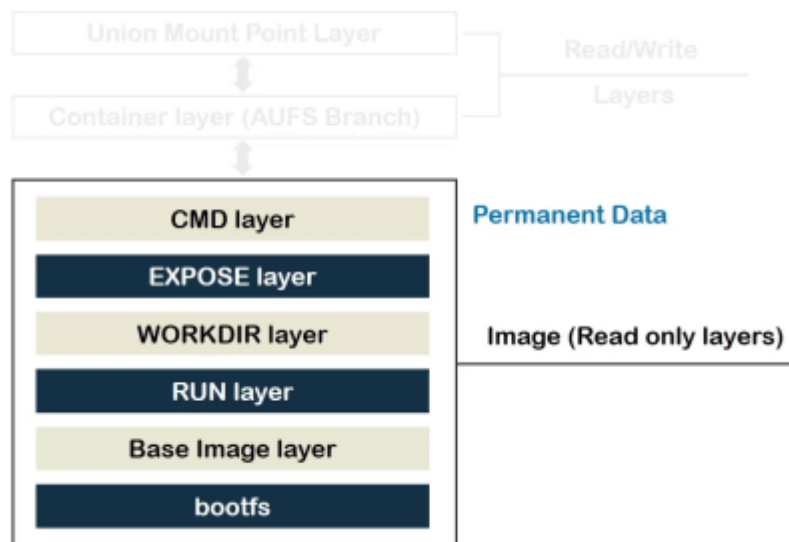 Union Mount Point Layer
Read/Write
Layers
Container layer (AUFS Branch)
CMD layer
Permanent Data
EXPOSE layer
WORKDIR layer
Image (Read only layers)
RUN layer
Base Image layer
bootfs